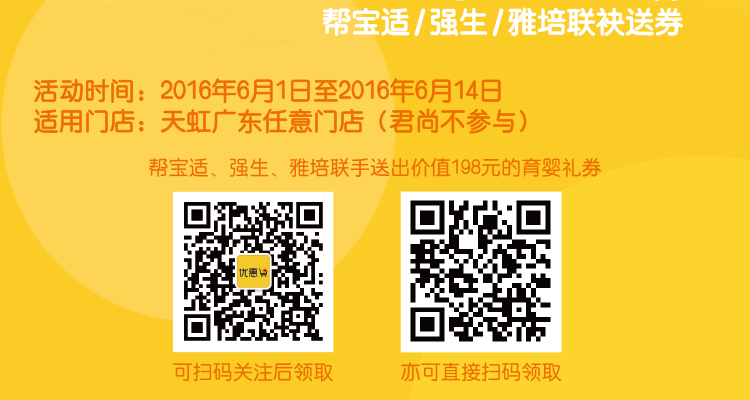 帮宝适/强生/雅培联袂送券
活动时间：2016年6月1日至2016年6月14日
适用门店：天虹广东任意门店（君尚不参与）
帮宝适、强生、雅培联手送出价值198元的育婴礼券
优惠
可扫码关注后领取
亦可直接扫码领取